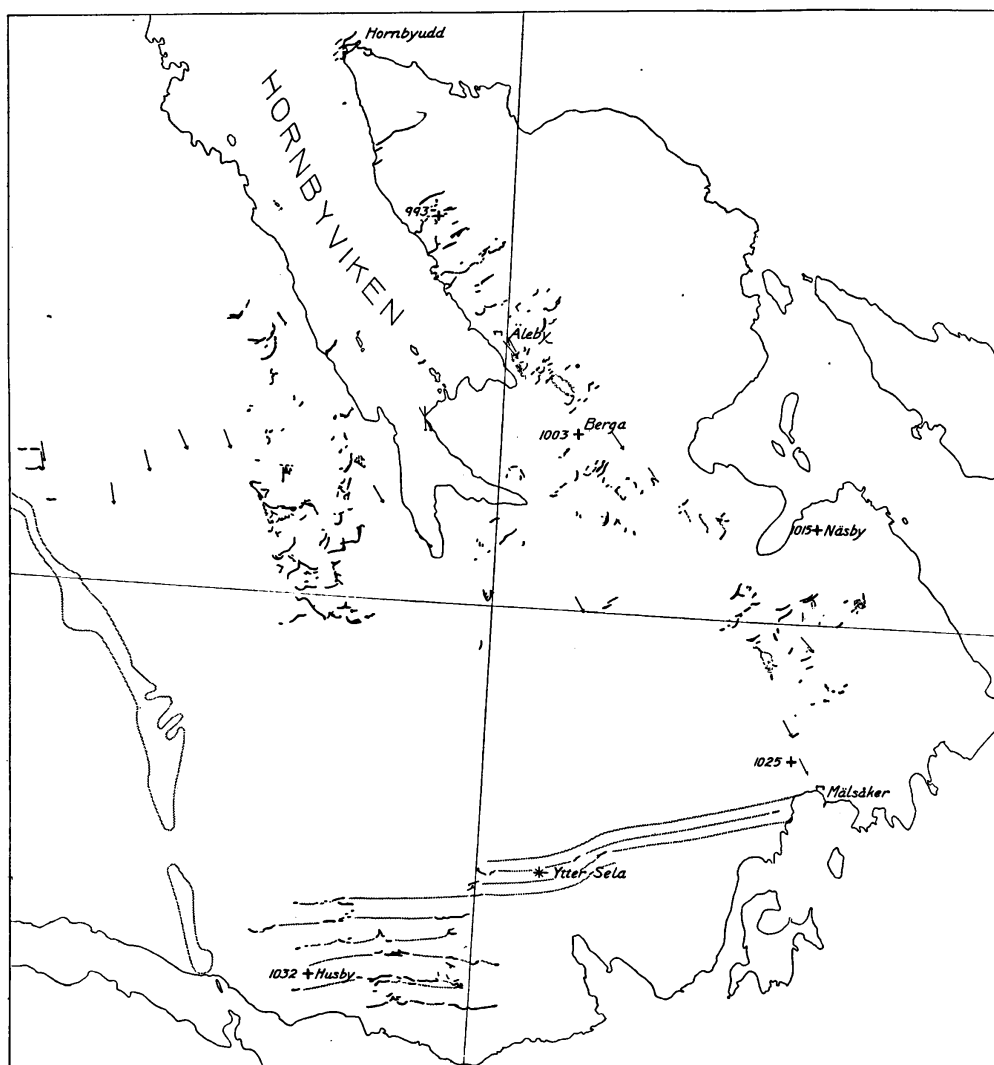 Hornbyudd
HORNBYVIKEN
993
Äleby
1003 Berga
1015 Näsby
1025
Mälsåker
Ytter-Sela
1032 Husby